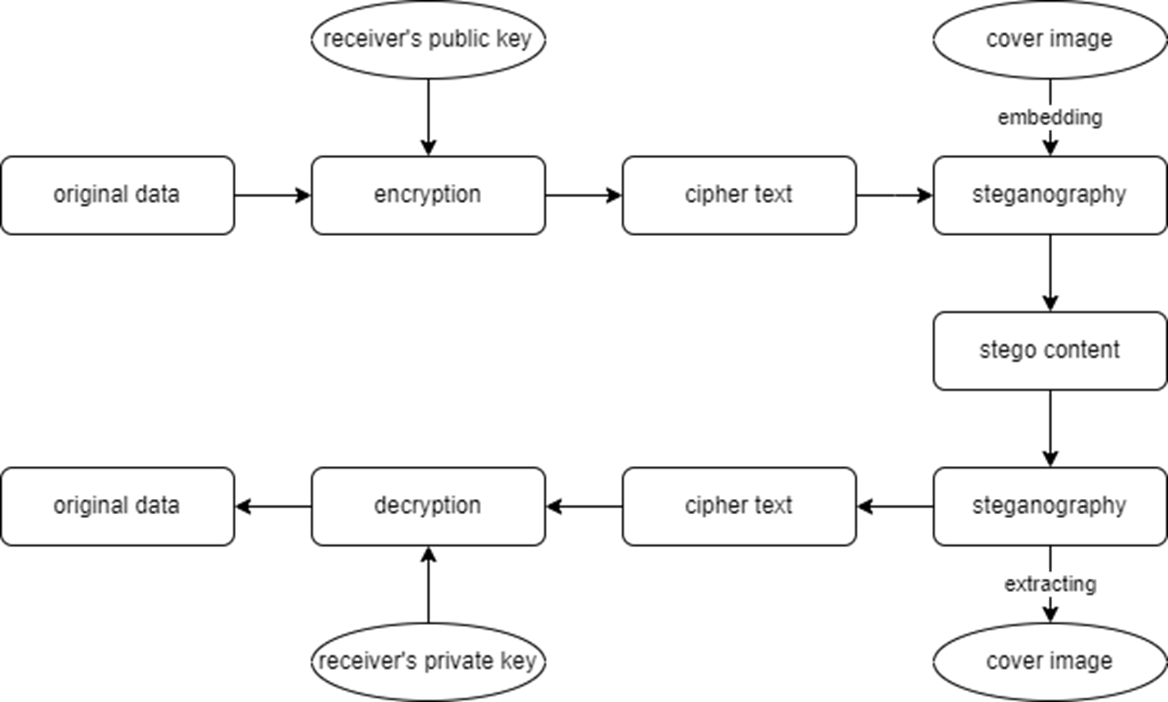 receiver's public key
cover image
embedding
original data
encryption
cipher text
steganography
stego content
original data
decryption
cipher text
steganography
extracting
receiver's private key
cover image